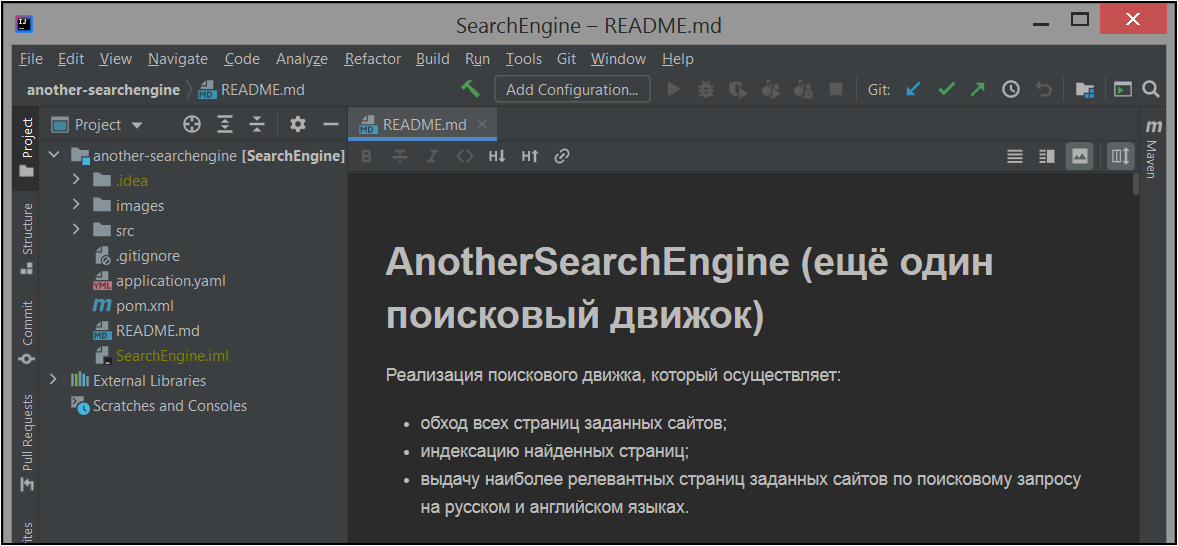 SearchEngine – README.md
File Edit View Navigate Code Analyze Refactor Build Run Tools Git Window Help
another-searchengine README.md Add Configuration... Git:
Project Project README.md
B I H↓ H↑
another-searchengine [SearchEngine]
.idea
images
src
.gitignore
application.yaml
pom.xml
README.md
SearchEngine.iml
External Libraries
Scratches and Consoles
Structure
Commit
Pull Requests
AnotherSearchEngine (ещё один
поисковый движок)
Реализация поискового движка, который осуществляет:
• обход всех страниц заданных сайтов;
• индексацию найденных страниц;
• выдачу наиболее релевантных страниц заданных сайтов по поисковому запросу
на русском и английском языках.
m
Maven